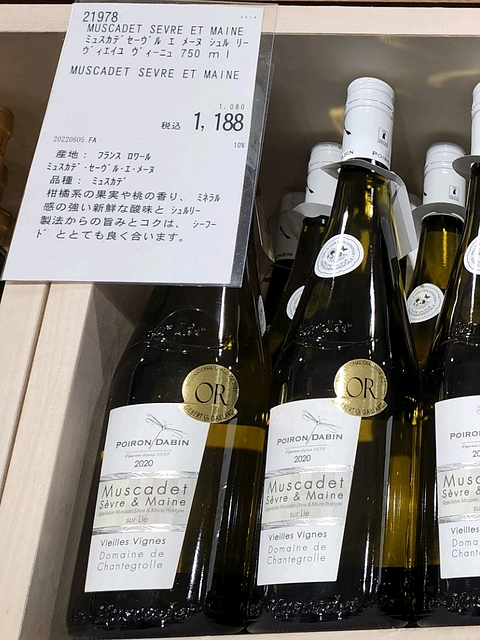 21978
MUSCADET SEVRE ET MAINE
ミュスカデセーヴル エ メーヌ シュル リー
ヴィエイユ ヴィーニュ 750 ml
MUSCADET SEVRE ET MAINE
1,080
税込 1,188
10%
20220605 FA
産地: フランス ロワール
ミュスカデ・セーヴル・エ・メーヌ
品種: ミュスカデ
柑橘系の果実や桃の香り、ミネラル
感の強い新鮮な酸味と シュルリー
製法からの旨みとコクは、シーフー
ドととても良く合います。
OR
POIRON DABIN
2020
Muscadet
Sèvre & Maine
sur Lie
Vieilles Vignes
Domaine de
Chantegrolle
OR
GILBERT & GAILLARD
POIRON DABIN
2020
Muscadet
Sèvre & Maine
sur Lie
Vieilles Vignes
Domaine de
Chantegrolle
POIRON
2020
Musc
Sèvre &
sur
Vieilles V
Domain
Chante